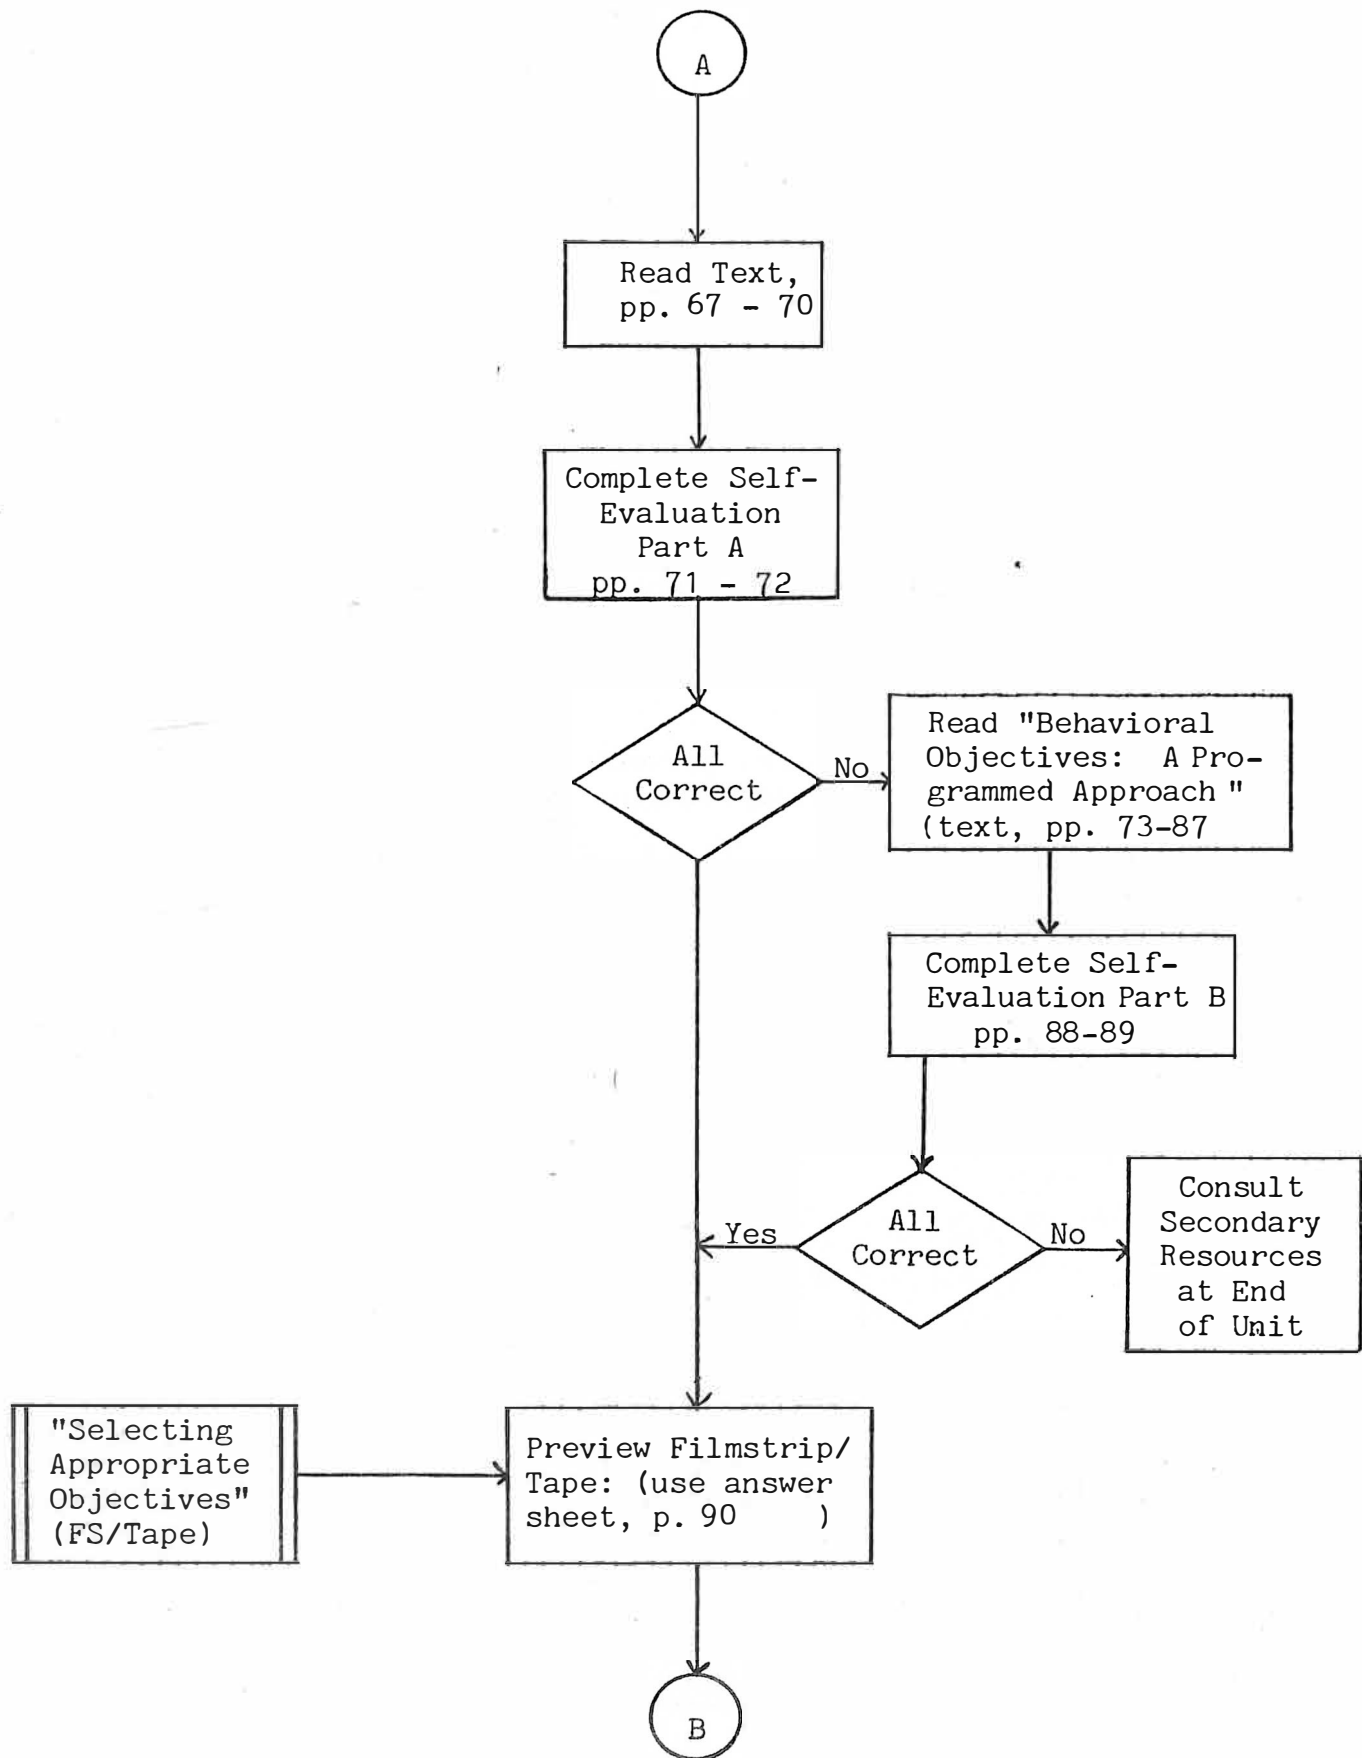 A
Read Text,
pp. 67 - 70
Complete Self-
Evaluation
Part A
pp. 71 - 72
All
Correct
No
Read "Behavioral
Objectives: A Pro-
grammed Approach"
(text, pp. 73-87
Complete Self-
Evaluation Part B
pp. 88-89
All
Correct
Yes
No
Consult
Secondary
Resources
at End
of Unit
"Selecting
Appropriate
Objectives"
(FS/Tape)
Preview Filmstrip/
Tape: (use answer
sheet, p. 90 )
B